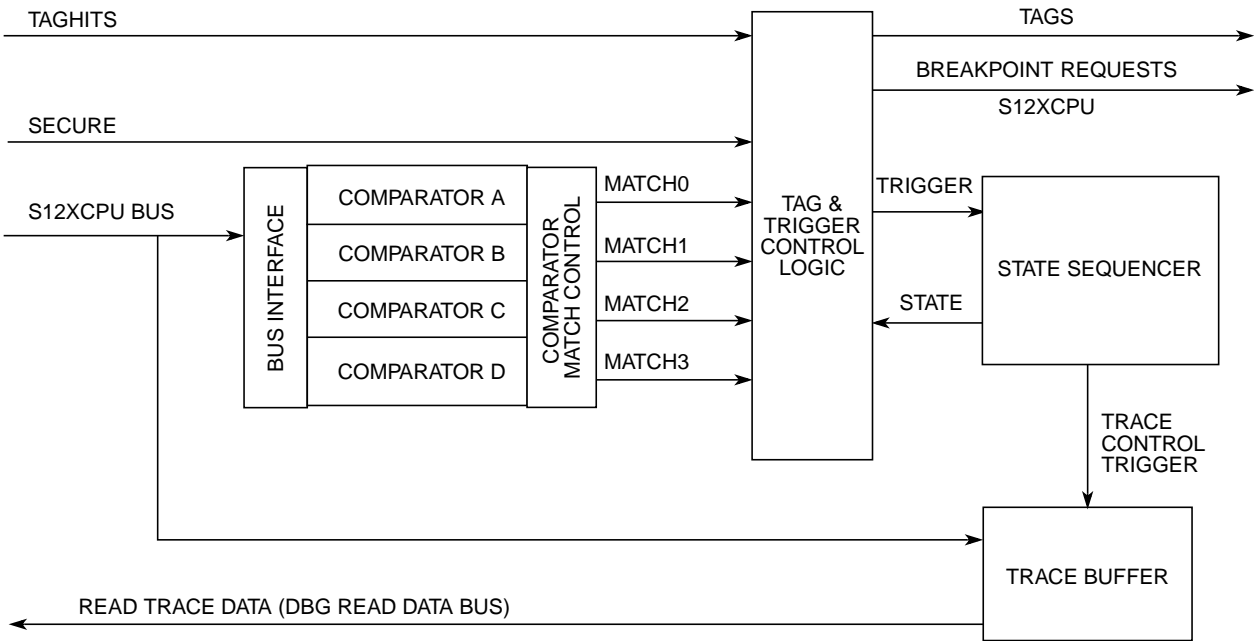 TAGHITS
TAGS
BREAKPOINT REQUESTS
S12XCPU
SECURE
S12XCPU BUS
BUS INTERFACE
COMPARATOR A
COMPARATOR B
COMPARATOR C
COMPARATOR D
COMPARATOR
MATCH CONTROL
MATCH0
MATCH1
MATCH2
MATCH3
TAG &
TRIGGER
CONTROL
LOGIC
TRIGGER
STATE
STATE SEQUENCER
TRACE
CONTROL
TRIGGER
TRACE BUFFER
READ TRACE DATA (DBG READ DATA BUS)